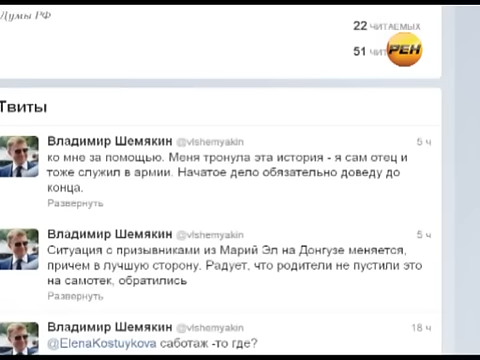 Думы РФ
22 ЧИТАЕМЫХ
51 ЧИТ
РЕН
Твиты
Владимир Шемякин @vlshemyakin 5 ч
ко мне за помощью. Меня тронула эта история - я сам отец и
тоже служил в армии. Начатое дело обязательно доведу до
конца.
Развернуть
Владимир Шемякин @vlshemyakin 5 ч
Ситуация с призывниками из Марий Эл на Донгузе меняется,
причем в лучшую сторону. Радует, что родители не пустили это
на самотек, обратились
Развернуть
Владимир Шемякин @vlshemyakin 18 ч
@ElenaKostuykova саботаж -то где?